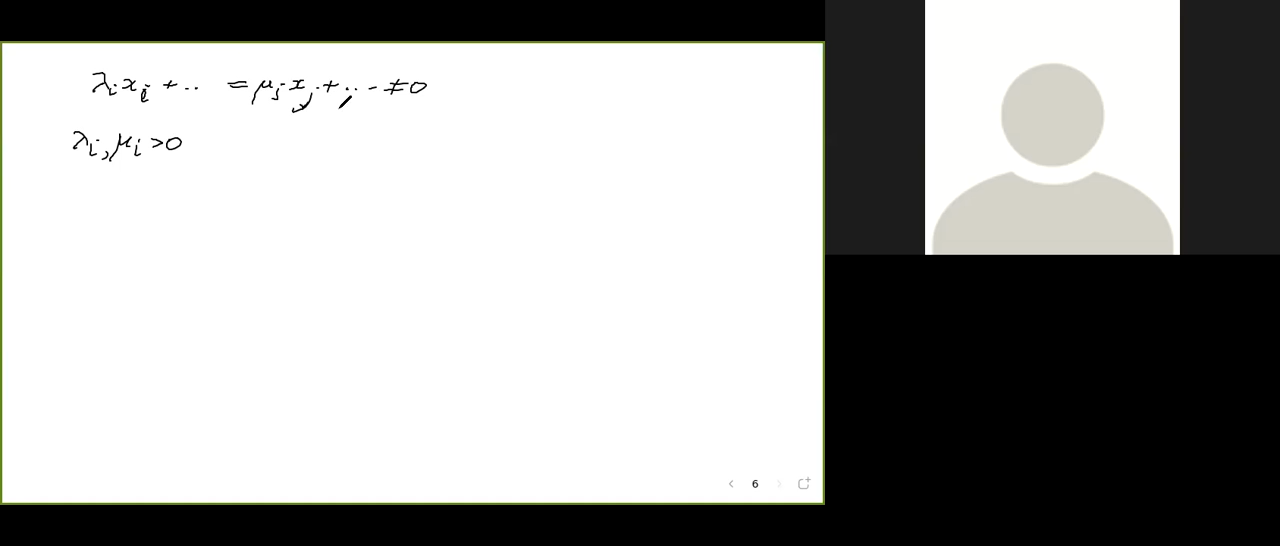 λᵢxᵢ + .. = μⱼxⱼ + .. - ≠0
λᵢ, μᵢ >0
6